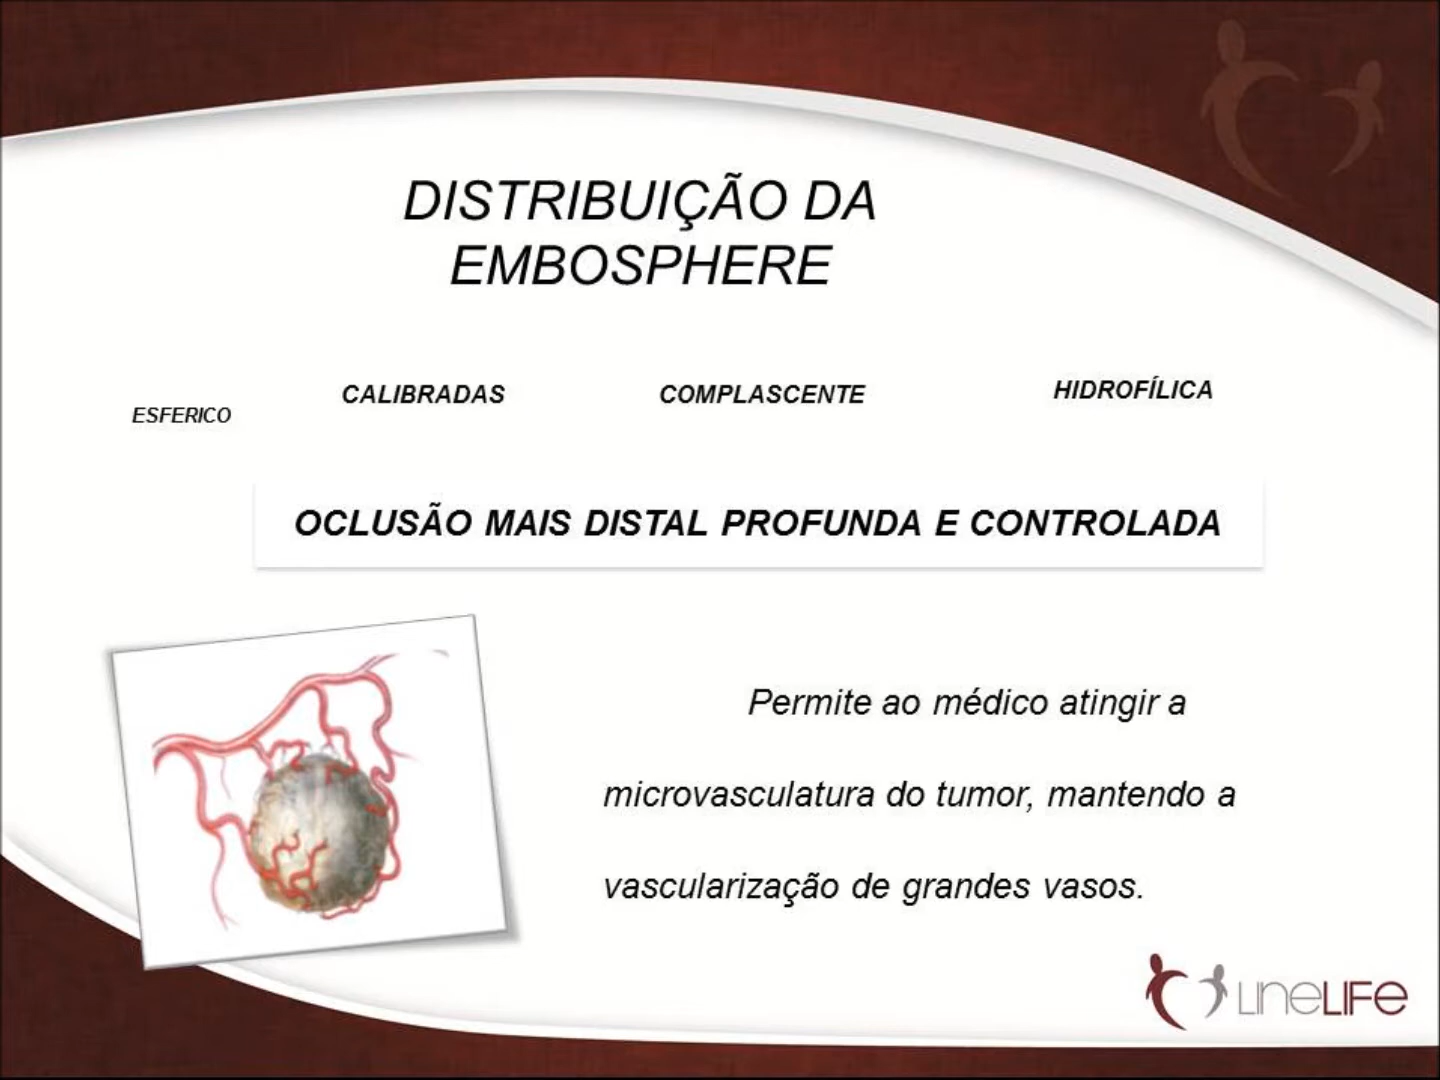 DISTRIBUIÇÃO DA
EMBOSPHERE
ESFERICO
CALIBRADAS
COMPLASCENTE
HIDROFÍLICA
OCLUSÃO MAIS DISTAL PROFUNDA E CONTROLADA
Permite ao médico atingir a
microvasculatura do tumor, mantendo a
vascularização de grandes vasos.
LINELIFE